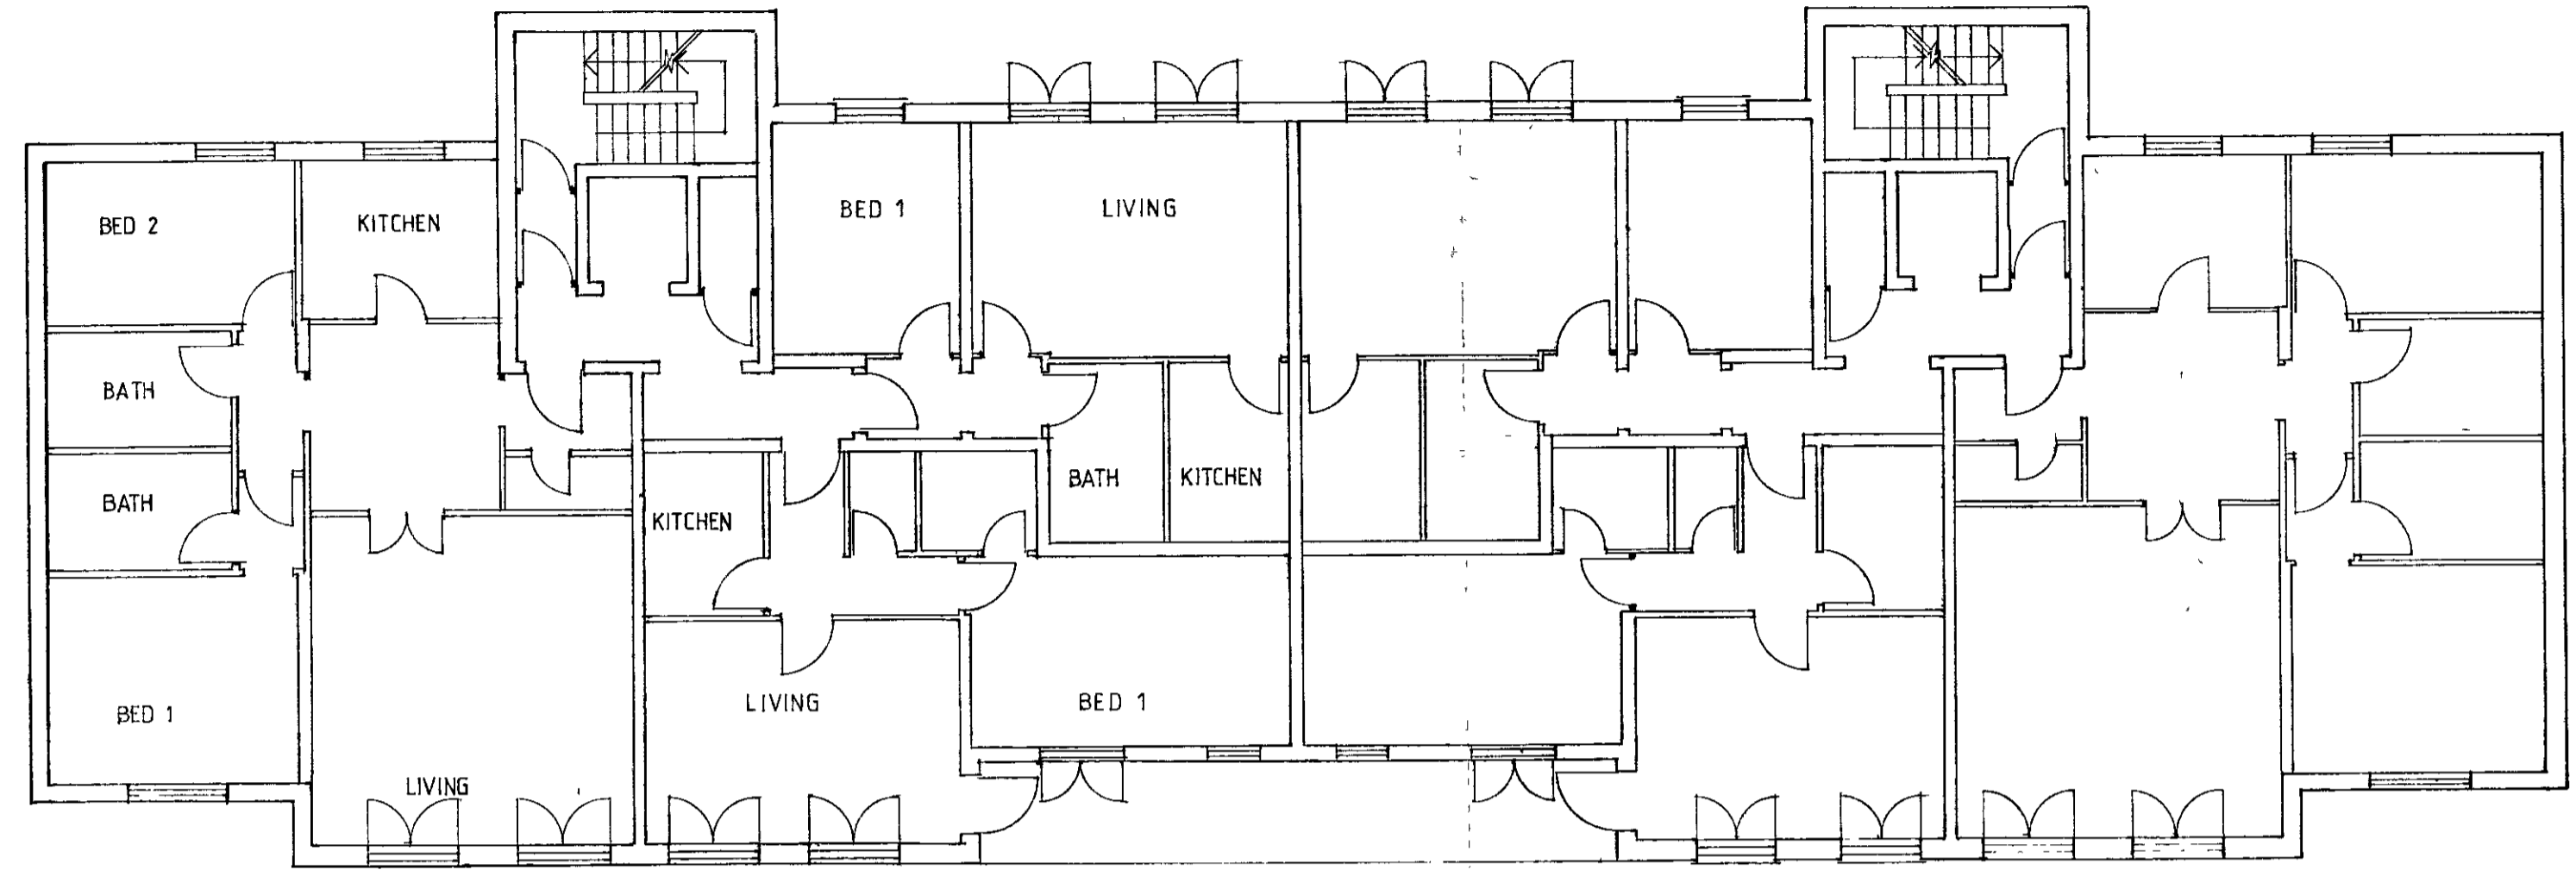 BED 2
KITCHEN
BED 1
LIVING
BATH
BATH
BATH
KITCHEN
KITCHEN
BED 1
LIVING
BED 1
LIVING